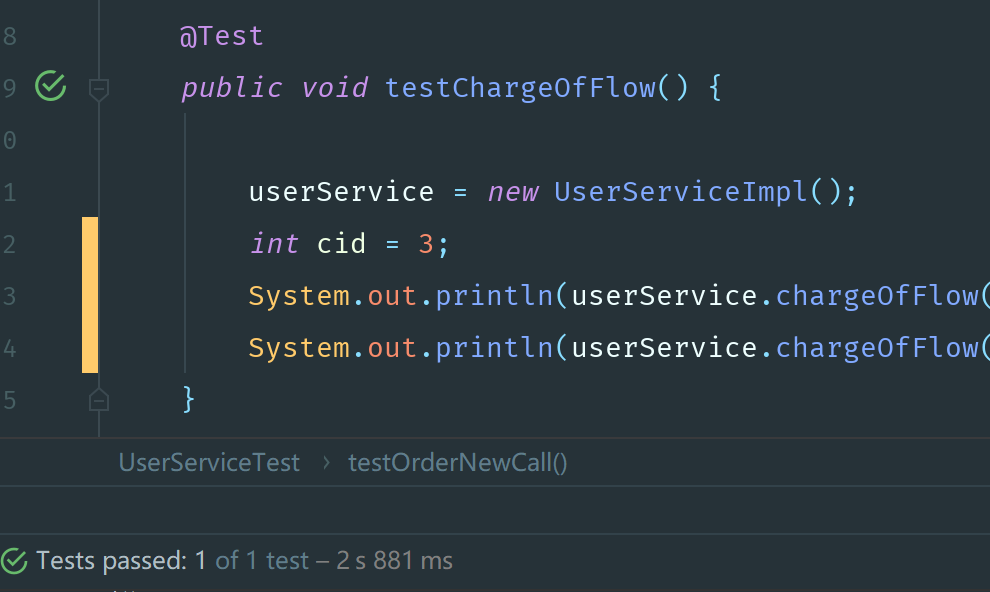 8 @Test
9 public void testChargeOfFlow() {
0
1 userService = new UserServiceImpl();
2 int cid = 3;
3 System.out.println(userService.chargeOfFlow(
4 System.out.println(userService.chargeOfFlow(
5 }
UserServiceTest › testOrderNewCall()
Tests passed: 1 of 1 test – 2 s 881 ms